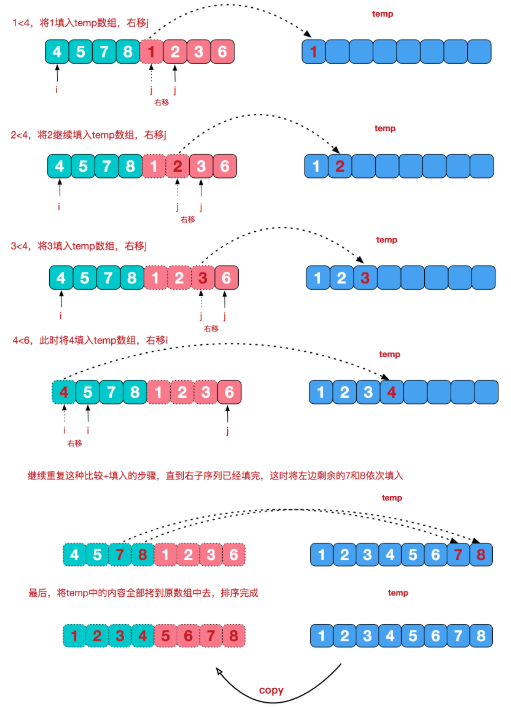 temp
1<4，将1填入temp数组，右移j
4 5 7 8 1 2 3 6
1
i j j
右移
temp
2<4，将2继续填入temp数组，右移j
4 5 7 8 1 2 3 6
1 2
i j j
右移
temp
3<4，将3填入temp数组，右移j
4 5 7 8 1 2 3 6
1 2 3
i j j
右移
4<6，此时将4填入temp数组，右移i
temp
4 5 7 8 1 2 3 6
1 2 3 4
i i j
右移
继续重复这种比较+填入的步骤，直到右子序列已经填完，这时将左边剩余的7和8依次填入
temp
4 5 7 8 1 2 3 6
1 2 3 4 5 6 7 8
最后，将temp中的内容全部拷到原数组中去，排序完成
temp
1 2 3 4 5 6 7 8
1 2 3 4 5 6 7 8
copy